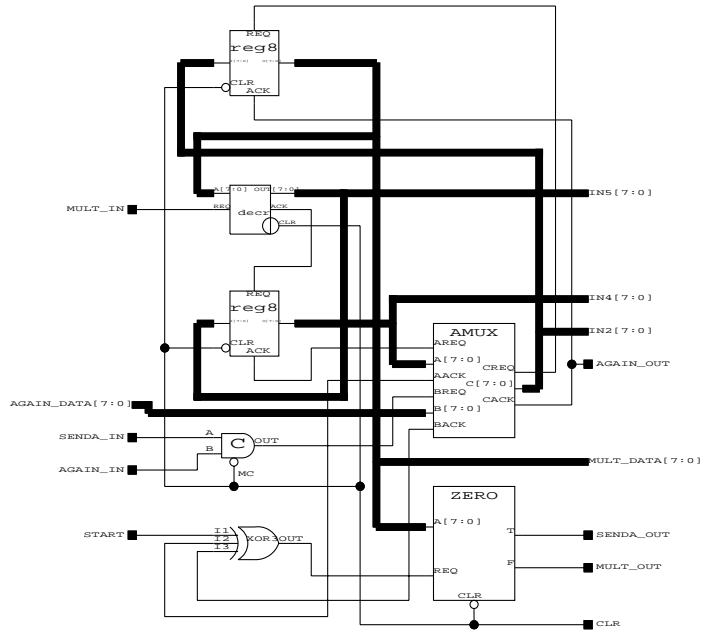 REQ
reg8
CLR
ACK
A[7:0] OUT[7:0]
IN5[7:0]
MULT_IN
REQ
ACK
decr
CLR
REQ
reg8
CLR
ACK
IN4[7:0]
IN2[7:0]
AMUX
AREQ
A[7:0]
AACK
BREQ
B[7:0]
BACK
CREQ
C[7:0]
CACK
AGAIN_OUT
AGAIN_DATA[7:0]
SENDA_IN
A
C
OUT
B
AGAIN_IN
MC
MULT_DATA[7:0]
ZERO
A[7:0]
T
SENDA_OUT
START
I1
I2
I3
XOR3OUT
F
MULT_OUT
REQ
CLR
CLR